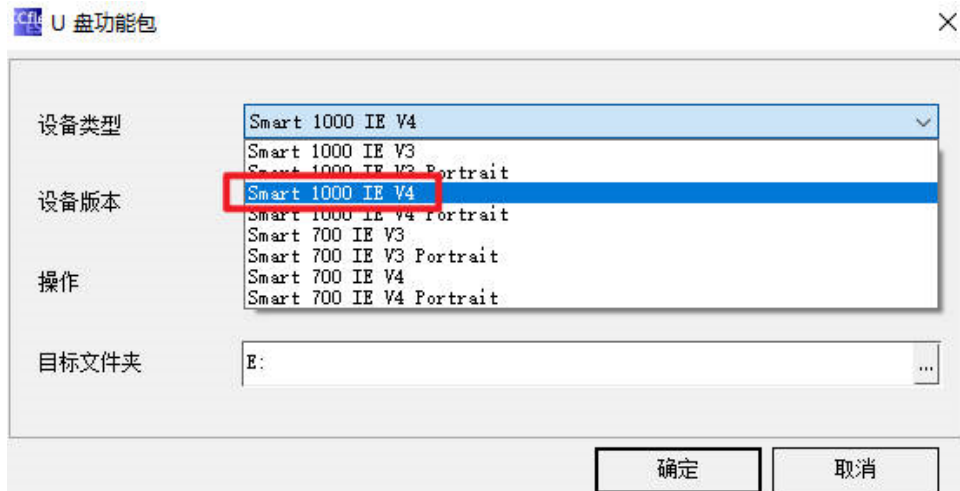 U 盘功能包
设备类型
Smart 1000 IE V4
Smart 1000 IE V3
Smart 1000 IE V3 Portrait
设备版本
Smart 1000 IE V4
Smart 1000 IE V4 Portrait
Smart 700 IE V3
Smart 700 IE V3 Portrait
操作
Smart 700 IE V4
Smart 700 IE V4 Portrait
目标文件夹
E:
...
确定
取消